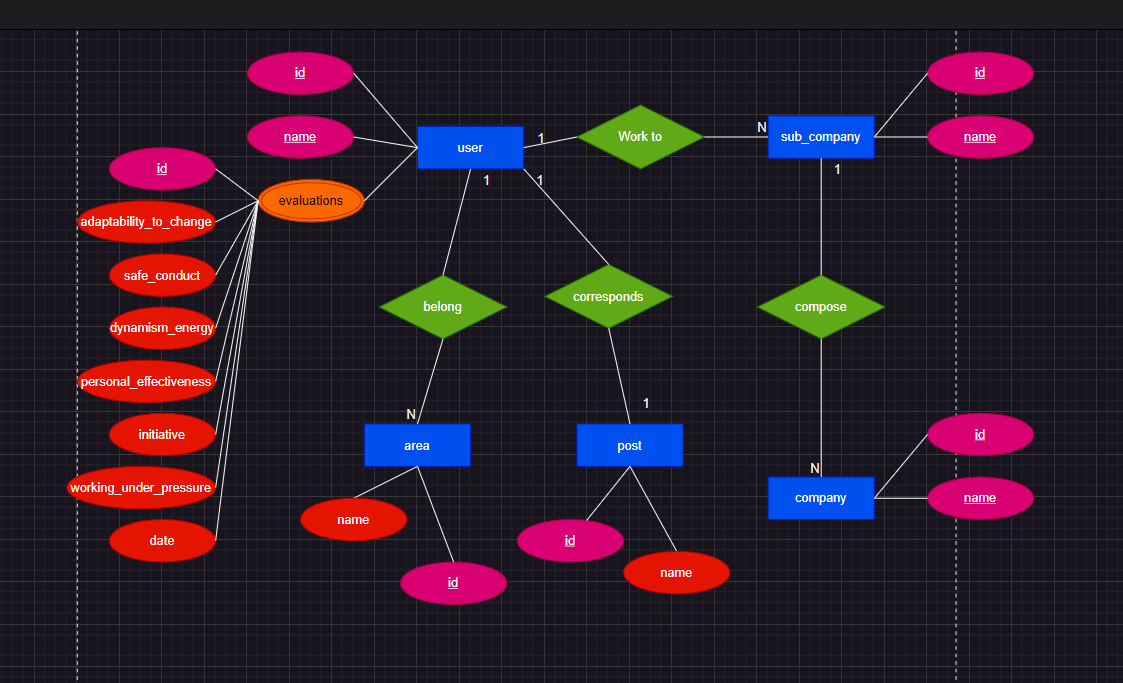 id
id
name
1
Work to
N
sub_company
name
user
id
1
1
1
evaluations
adaptability_to_change
safe_conduct
dynamism_energy
belong
corresponds
compose
personal_effectiveness
1
N
initiative
area
post
id
N
working_under_pressure
company
name
name
date
id
name
id